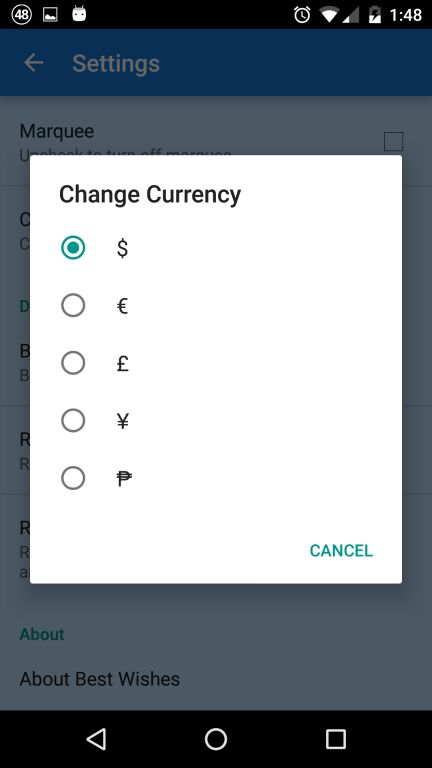 48
1:48
Settings
Marquee
Uncheck to turn off marquee
Change Currency
$
€
£
¥
₱
CANCEL
About
About Best Wishes